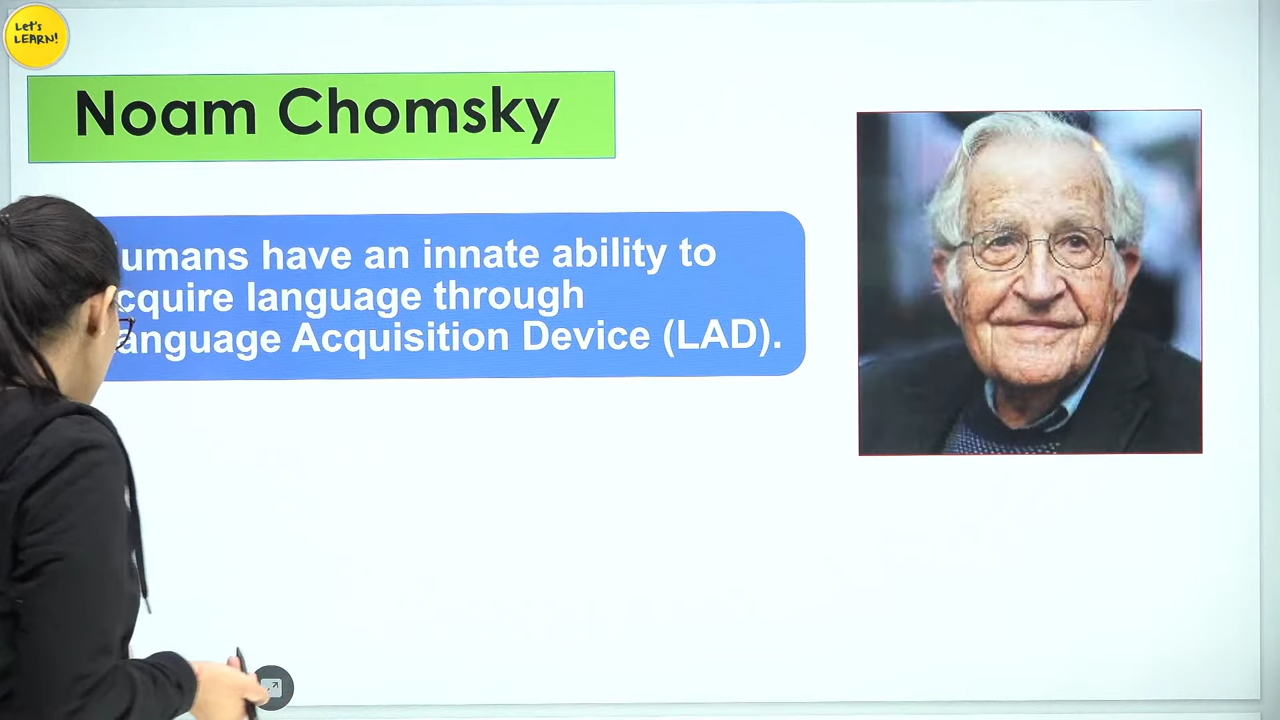 Let's
LEARN!
Noam Chomsky
umans have an innate ability to
cquire language through
anguage Acquisition Device (LAD).